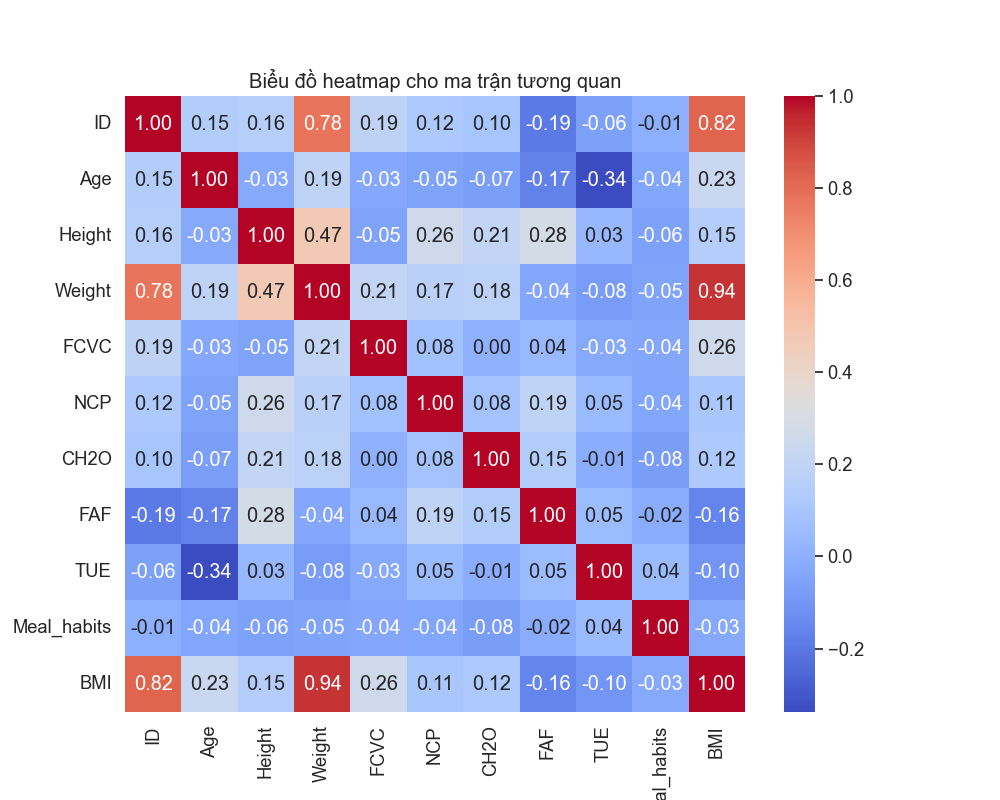 Biểu đồ heatmap cho ma trận tương quan
ID 1.00 0.15 0.16 0.78 0.19 0.12 0.10 -0.19 -0.06 -0.01 0.82
Age 0.15 1.00 -0.03 0.19 -0.03 -0.05 -0.07 -0.17 -0.34 -0.04 0.23
Height 0.16 -0.03 1.00 0.47 -0.05 0.26 0.21 0.28 0.03 -0.06 0.15
Weight 0.78 0.19 0.47 1.00 0.21 0.17 0.18 -0.04 -0.08 -0.05 0.94
FCVC 0.19 -0.03 -0.05 0.21 1.00 0.08 0.00 0.04 -0.03 -0.04 0.26
NCP 0.12 -0.05 0.26 0.17 0.08 1.00 0.08 0.19 0.05 -0.04 0.11
CH2O 0.10 -0.07 0.21 0.18 0.00 0.08 1.00 0.15 -0.01 -0.08 0.12
FAF -0.19 -0.17 0.28 -0.04 0.04 0.19 0.15 1.00 0.05 -0.02 -0.16
TUE -0.06 -0.34 0.03 -0.08 -0.03 0.05 -0.01 0.05 1.00 0.04 -0.10
Meal_habits -0.01 -0.04 -0.06 -0.05 -0.04 -0.04 -0.08 -0.02 0.04 1.00 -0.03
BMI 0.82 0.23 0.15 0.94 0.26 0.11 0.12 -0.16 -0.10 -0.03 1.00
ID Age Height Weight FCVC NCP CH2O FAF TUE al_habits BMI
1.0
0.8
0.6
0.4
0.2
0.0
−0.2